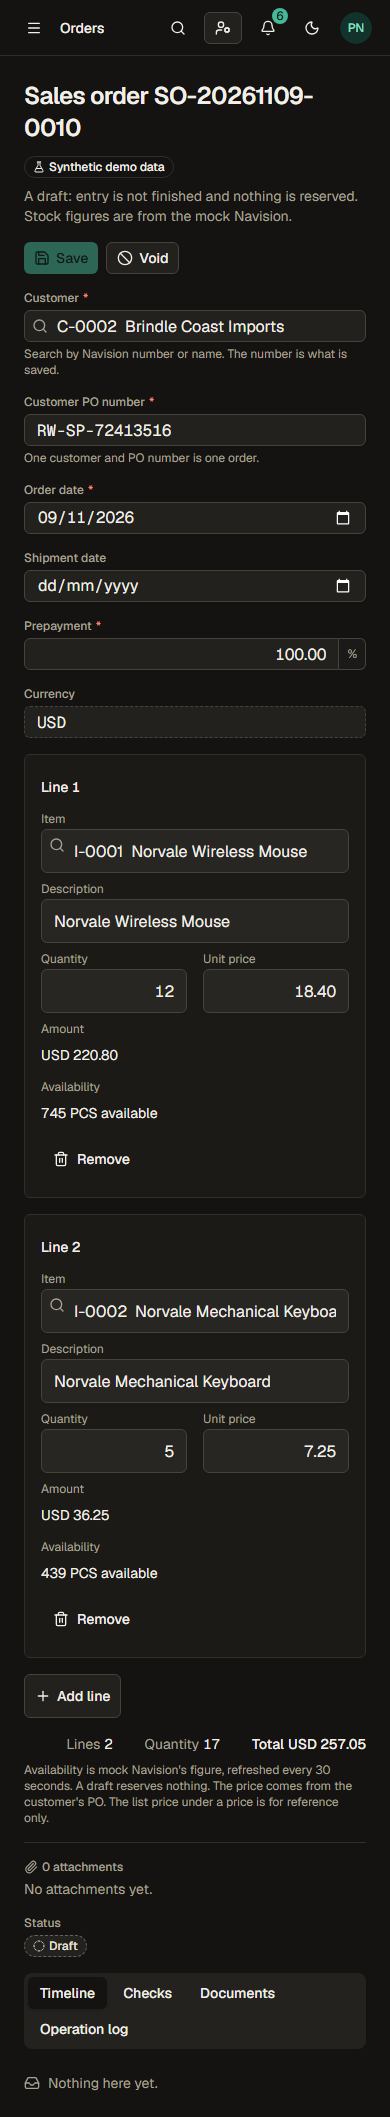 Orders
6
PN
Sales order SO-20261109-
0010
Synthetic demo data
A draft: entry is not finished and nothing is reserved.
Stock figures are from the mock Navision.
Save
Void
Customer *
C-0002 Brindle Coast Imports
Search by Navision number or name. The number is what is
saved.
Customer PO number *
RW-SP-72413516
One customer and PO number is one order.
Order date *
09/11/2026
Shipment date
dd/mm/yyyy
Prepayment *
100.00 %
Currency
USD
Line 1
Item
I-0001 Norvale Wireless Mouse
Description
Norvale Wireless Mouse
Quantity Unit price
12 18.40
Amount
USD 220.80
Availability
745 PCS available
Remove
Line 2
Item
I-0002 Norvale Mechanical Keyboa
Description
Norvale Mechanical Keyboard
Quantity Unit price
5 7.25
Amount
USD 36.25
Availability
439 PCS available
Remove
Add line
Lines 2 Quantity 17 Total USD 257.05
Availability is mock Navision's figure, refreshed every 30
seconds. A draft reserves nothing. The price comes from the
customer's PO. The list price under a price is for reference
only.
0 attachments
No attachments yet.
Status
Draft
Timeline Checks Documents
Operation log
Nothing here yet.